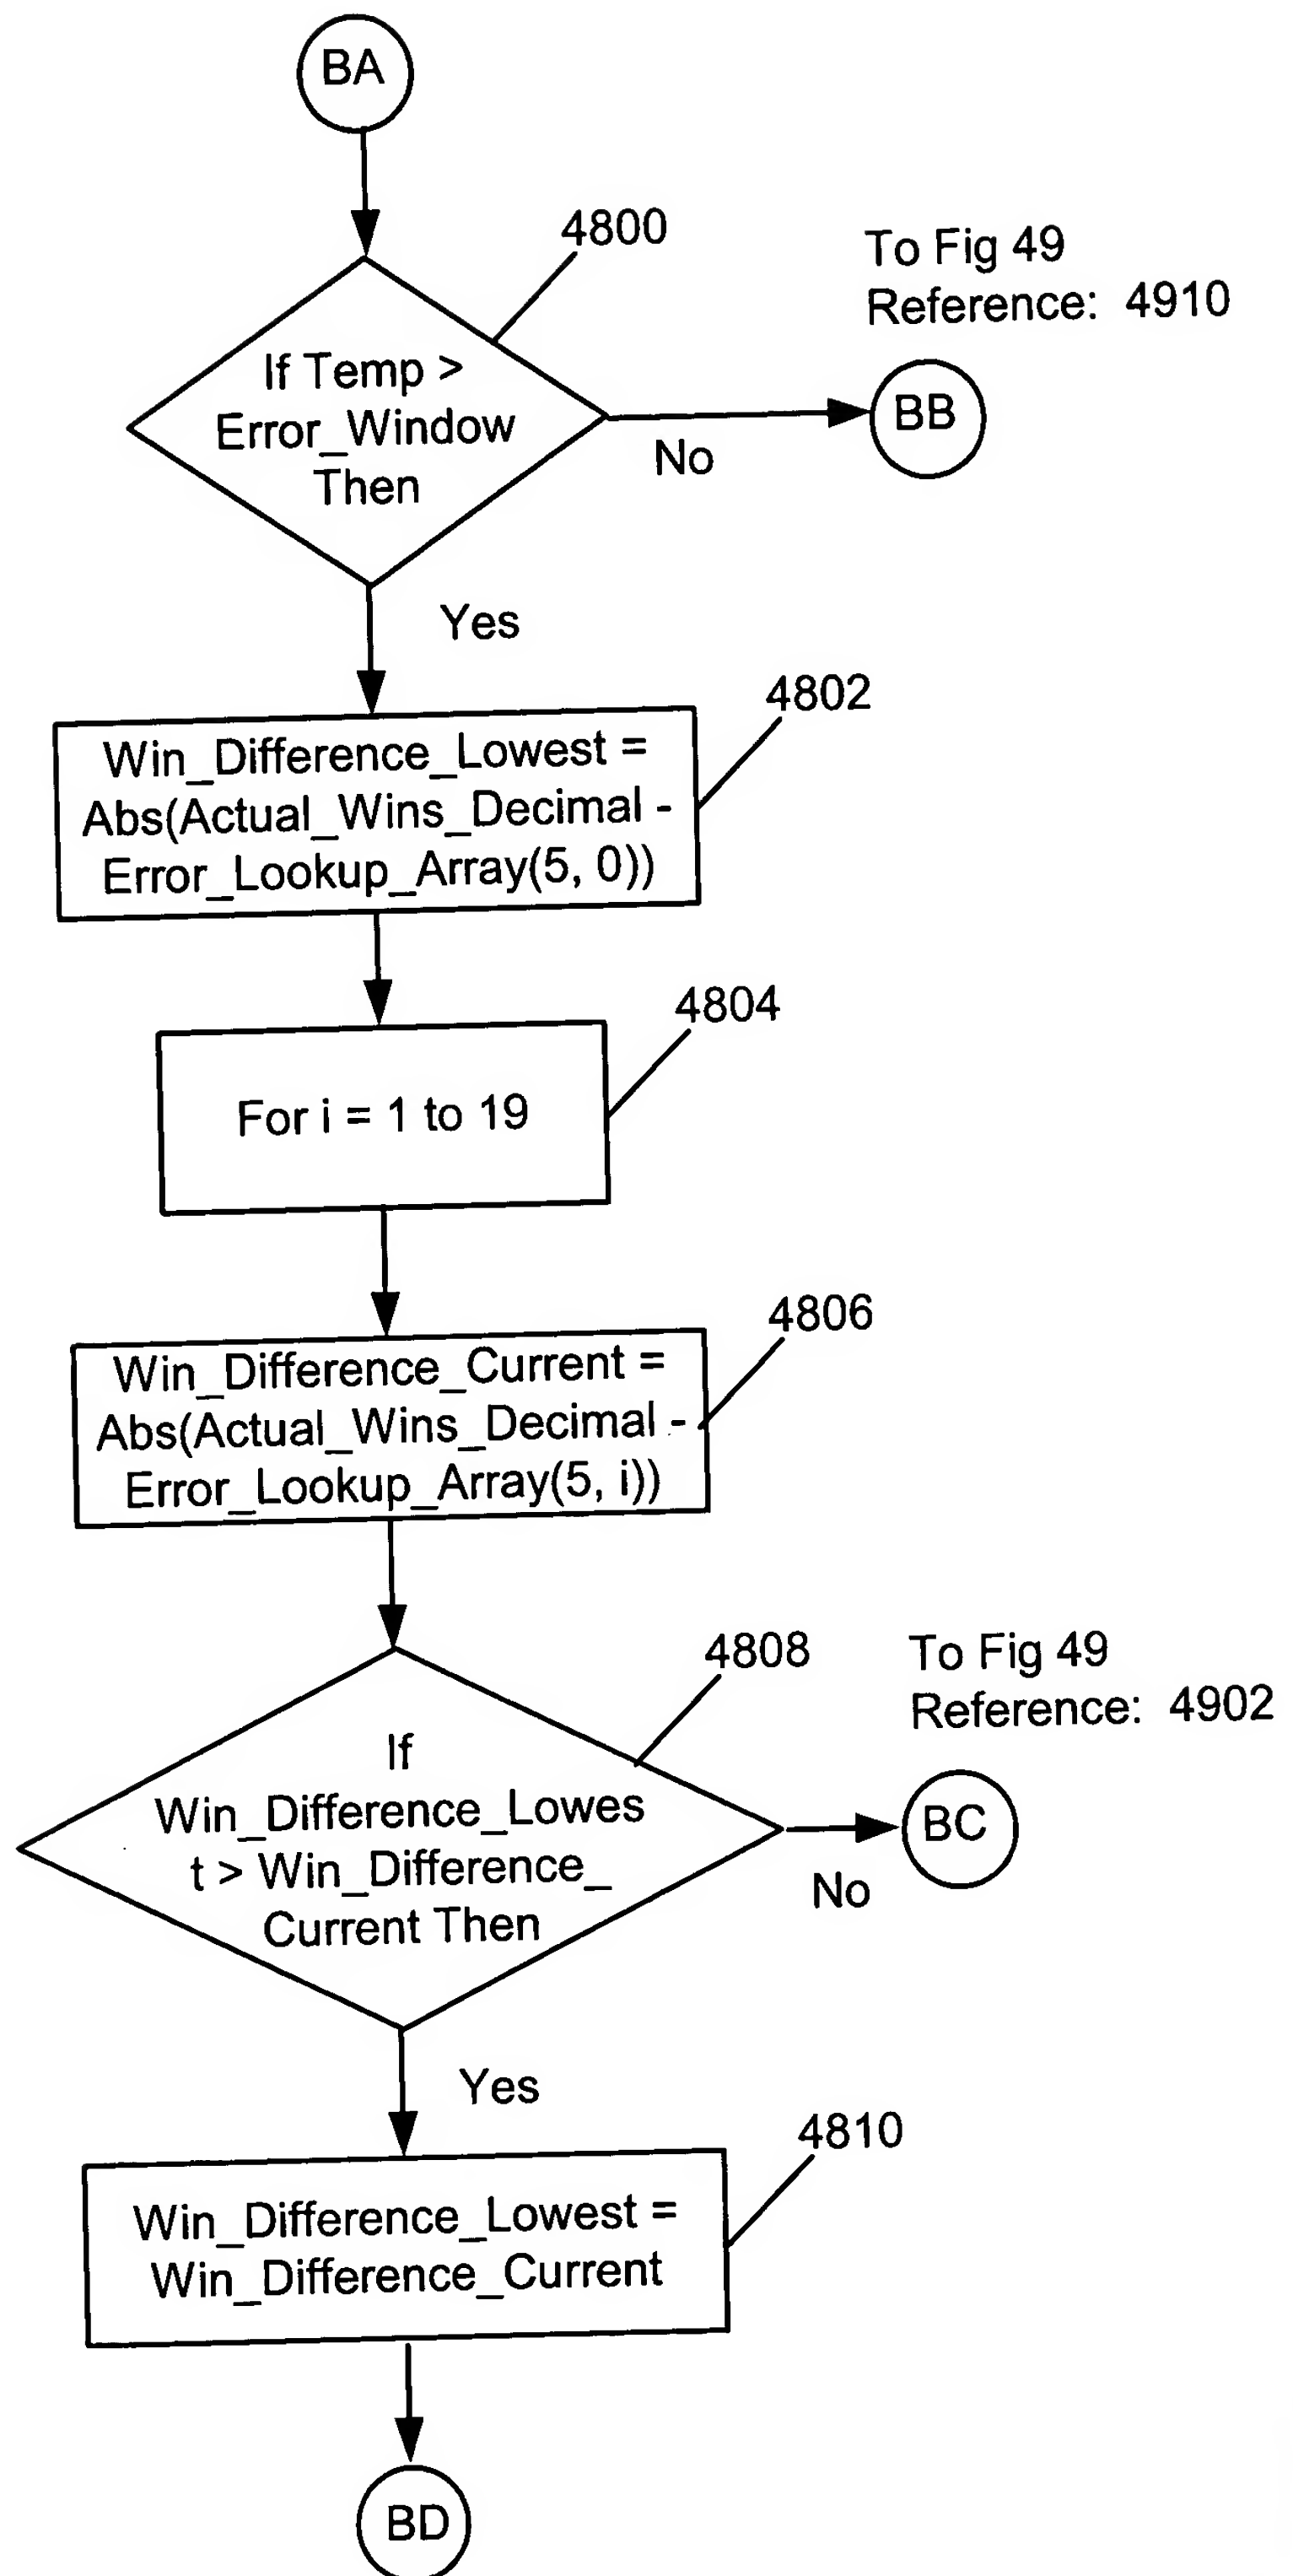 BA
4800
To Fig 49
Reference: 4910
If Temp >
Error_Window
Then
BB
No
Yes
4802
Win_Difference_Lowest =
Abs(Actual_Wins_Decimal -
Error_Lookup_Array(5, 0))
4804
For i = 1 to 19
4806
Win_Difference_Current =
Abs(Actual_Wins_Decimal -
Error_Lookup_Array(5, i))
4808
To Fig 49
Reference: 4902
If
Win_Difference_Lowes
t > Win_Difference_
Current Then
BC
No
Yes
4810
Win_Difference_Lowest =
Win_Difference_Current
BD